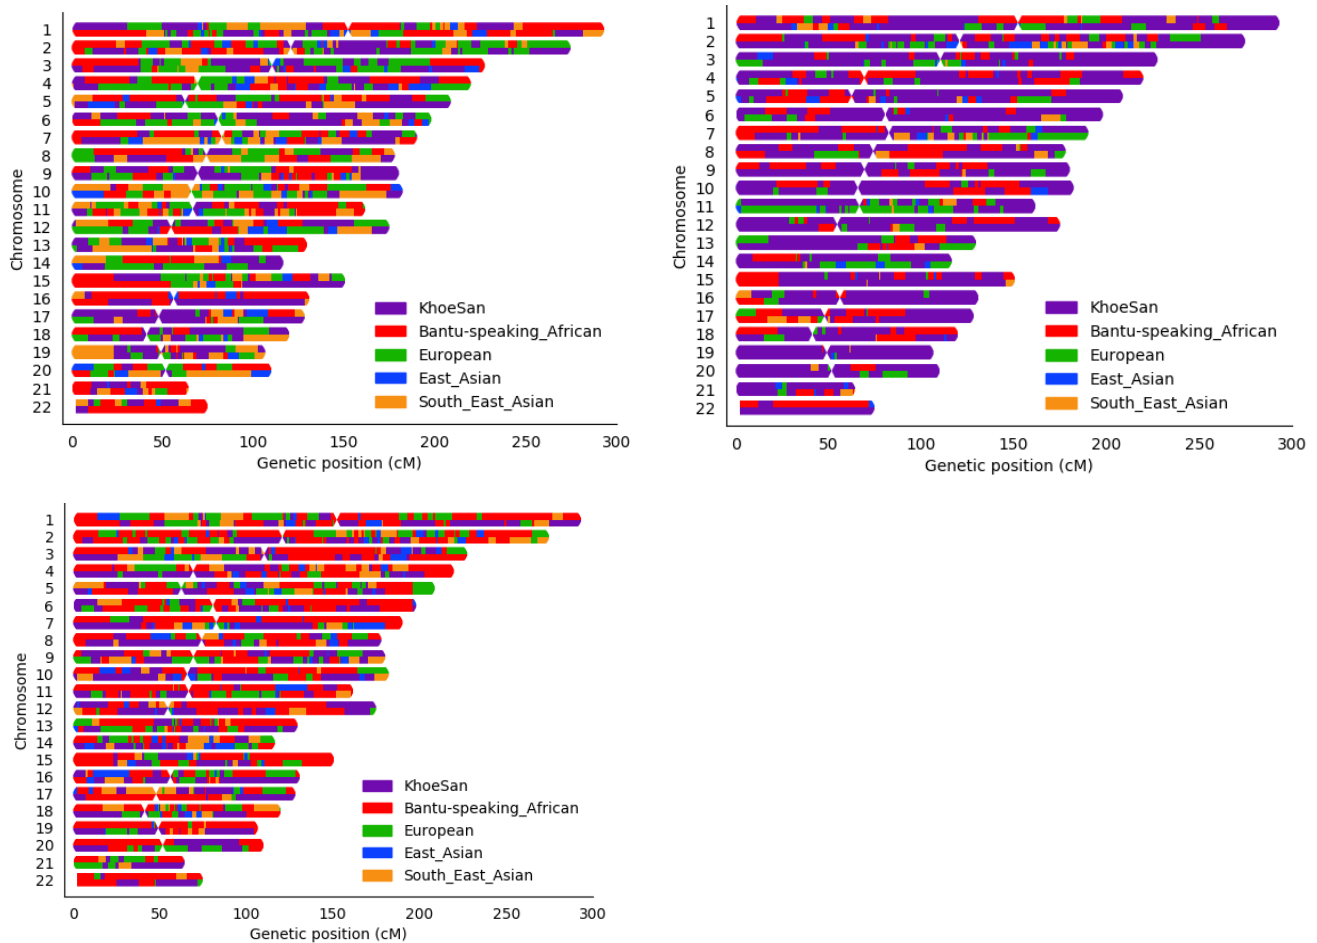 Chromosome
1
2
3
4
5
6
7
8
9
10
11
12
13
14
15
16
17
18
19
20
21
22
KhoeSan
Bantu-speaking_African
European
East_Asian
South_East_Asian
0 50 100 150 200 250 300
Genetic position (cM)
Chromosome
1
2
3
4
5
6
7
8
9
10
11
12
13
14
15
16
17
18
19
20
21
22
KhoeSan
Bantu-speaking_African
European
East_Asian
South_East_Asian
0 50 100 150 200 250 300
Genetic position (cM)
Chromosome
1
2
3
4
5
6
7
8
9
10
11
12
13
14
15
16
17
18
19
20
21
22
KhoeSan
Bantu-speaking_African
European
East_Asian
South_East_Asian
0 50 100 150 200 250 300
Genetic position (cM)